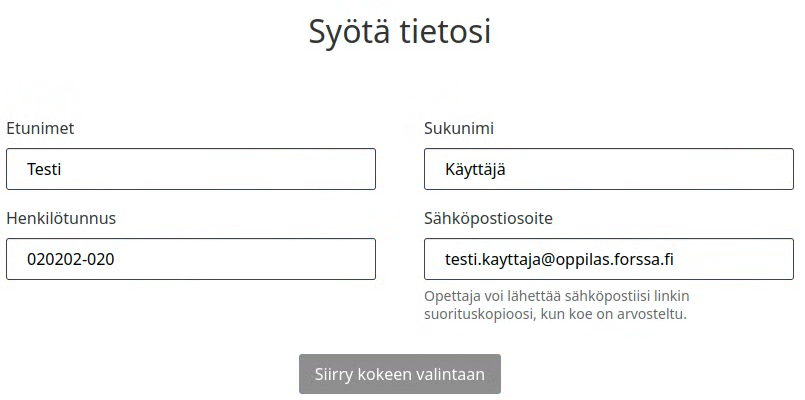 Syötä tietosi
Etunimet
Sukunimi
Testi
Käyttäjä
Henkilötunnus
Sähköpostiosoite
020202-020
testi.kayttaja@oppilas.forssa.fi
Opettaja voi lähettää sähköpostiisi linkin
suorituskopioosi, kun koe on arvosteltu.
Siirry kokeen valintaan